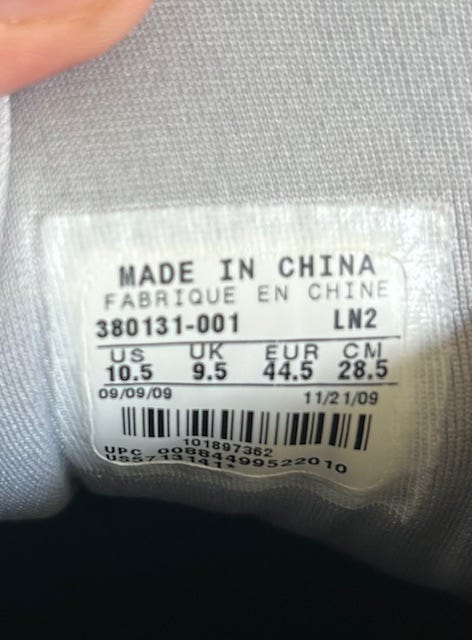 MADE IN CHINA
FABRIQUE EN CHINE
380131-001 LN2
US UK EUR CM
10.5 9.5 44.5 28.5
09/09/09 11/21/09
101897362
UPC 00884499522010
US5713141*